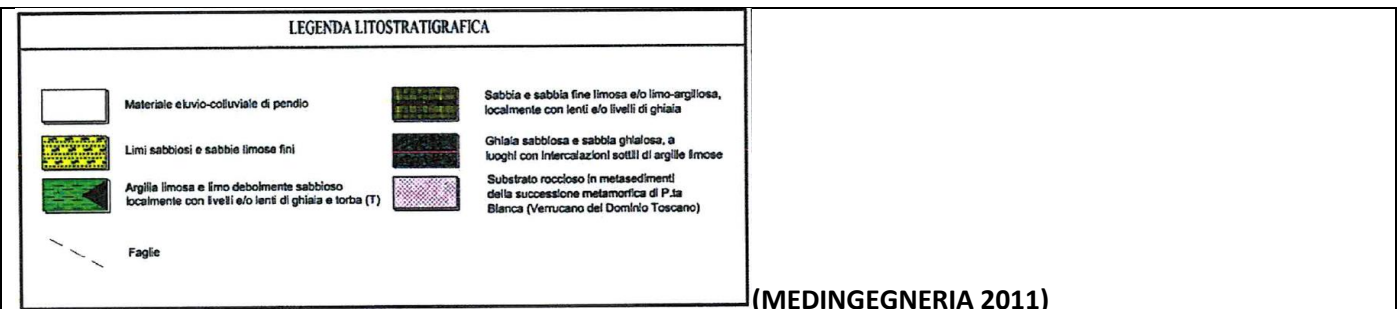 LEGENDA LITOSTRATIGRAFICA
Materiale eluvio-colluviale di pendio
Limi sabbiosi e sabbie limose fini
Argilla limosa e limo debolmente sabbioso
localmente con livelli e/o lenti di ghiaia e torba (T)
Faglie
Sabbia e sabbia fine limosa e/o limo-argillosa,
localmente con lenti e/o livelli di ghiaia
Ghiaia sabbiosa e sabbia ghiaiosa, a
luoghi con intercalazioni sottili di argille limose
Substrato roccioso in metasedimenti
della successione metamorfica di P.ta
Bianca (Verrucano del Dominio Toscano)
(MEDINGEGNERIA 2011)